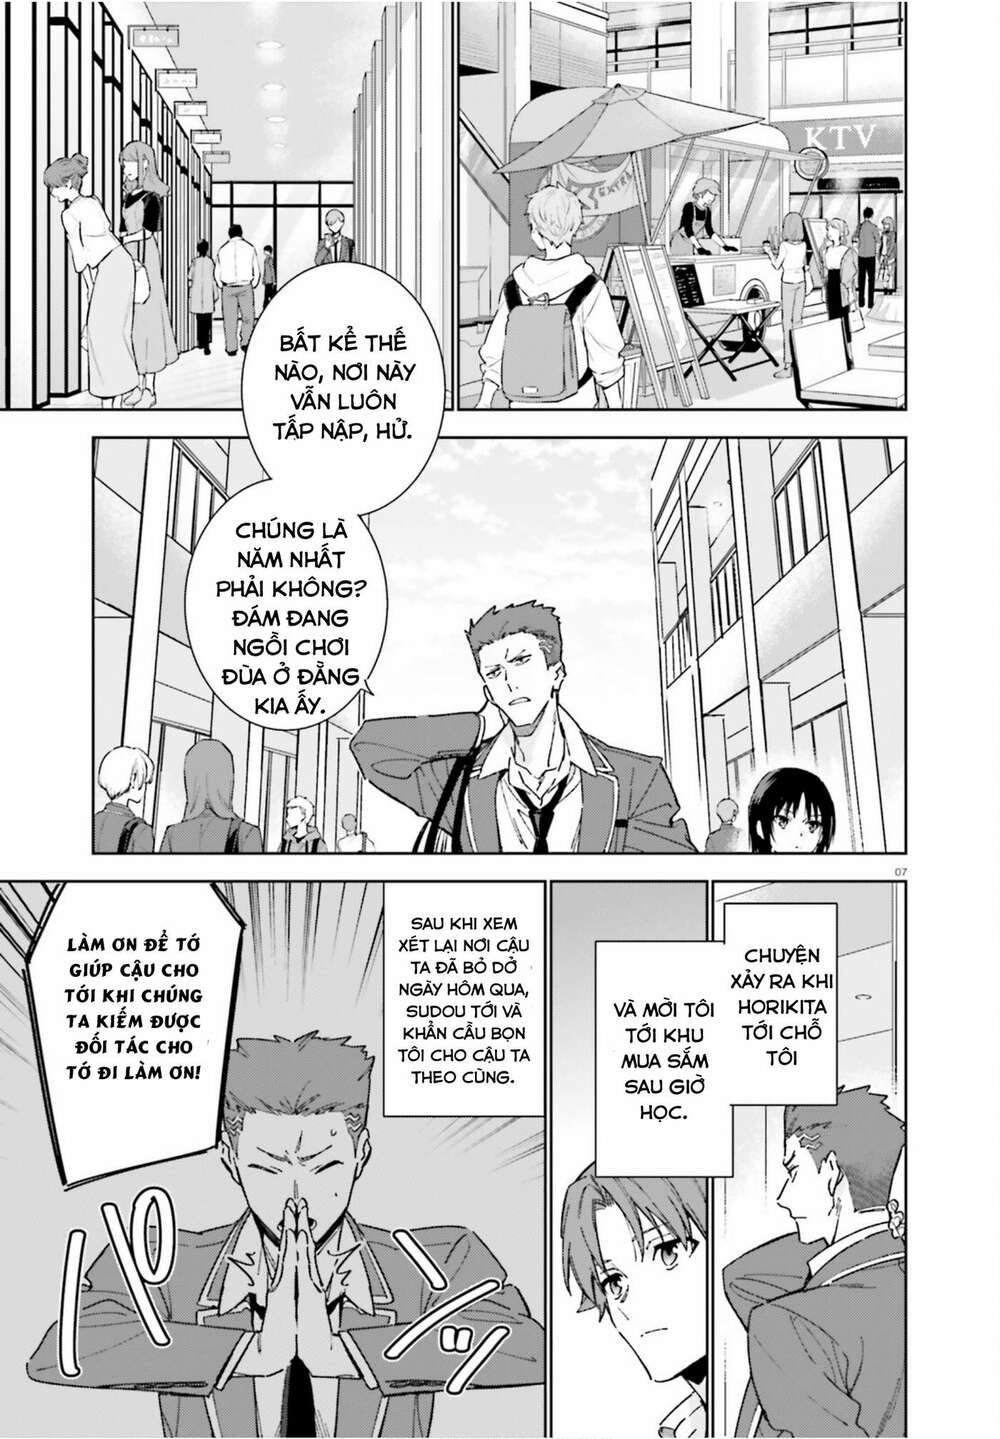 KTV
BẤT KỂ THẾ
NÀO, NƠI NÀY
VẪN LUÔN
TẤP NẬP, HỬ.
CHÚNG LÀ
NĂM NHẤT
PHẢI KHÔNG?
ĐÁM ĐANG
NGỒI CHƠI
ĐÙA Ở ĐẰNG
KIA ẤY.
07
CHUYỆN
XẢY RA KHI
HORIKITA
TỚI CHỖ
TÔI
VÀ MỜI TÔI
TỚI KHU
MUA SẮM
SAU GIỜ
HỌC.
SAU KHI XEM
XÉT LẠI NƠI CẬU
TA ĐÃ BỎ DỞ
NGÀY HÔM QUA,
SUDOU TỚI VÀ
KHẨN CẦU BỌN
TÔI CHO CẬU TA
THEO CÙNG.
LÀM ƠN ĐỂ TỚ
GIÚP CẬU CHO
TỚI KHI CHÚNG
TA KIẾM ĐƯỢC
ĐỐI TÁC CHO
TỚ ĐI LÀM ƠN!
パン
パン